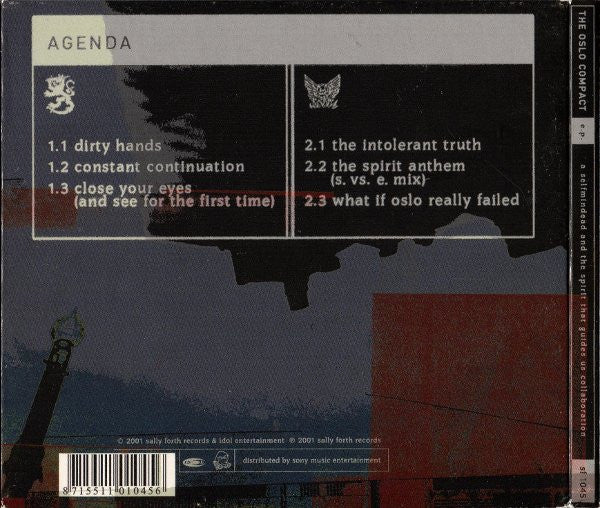 AGENDA
1.1 dirty hands
1.2 constant continuation
1.3 close your eyes
(and see for the first time)
2.1 the intolerant truth
2.2 the spirit anthem
(s. vs. e. mix)
2.3 what if oslo really failed
© 2001 sally forth records & idol entertainment ℗ 2001 sally forth records
distributed by sony music entertainment
8 715511 010456
THE OSLO COMPACT e.p. a selfmindead and the spirit that guides us collaboration sf 1045